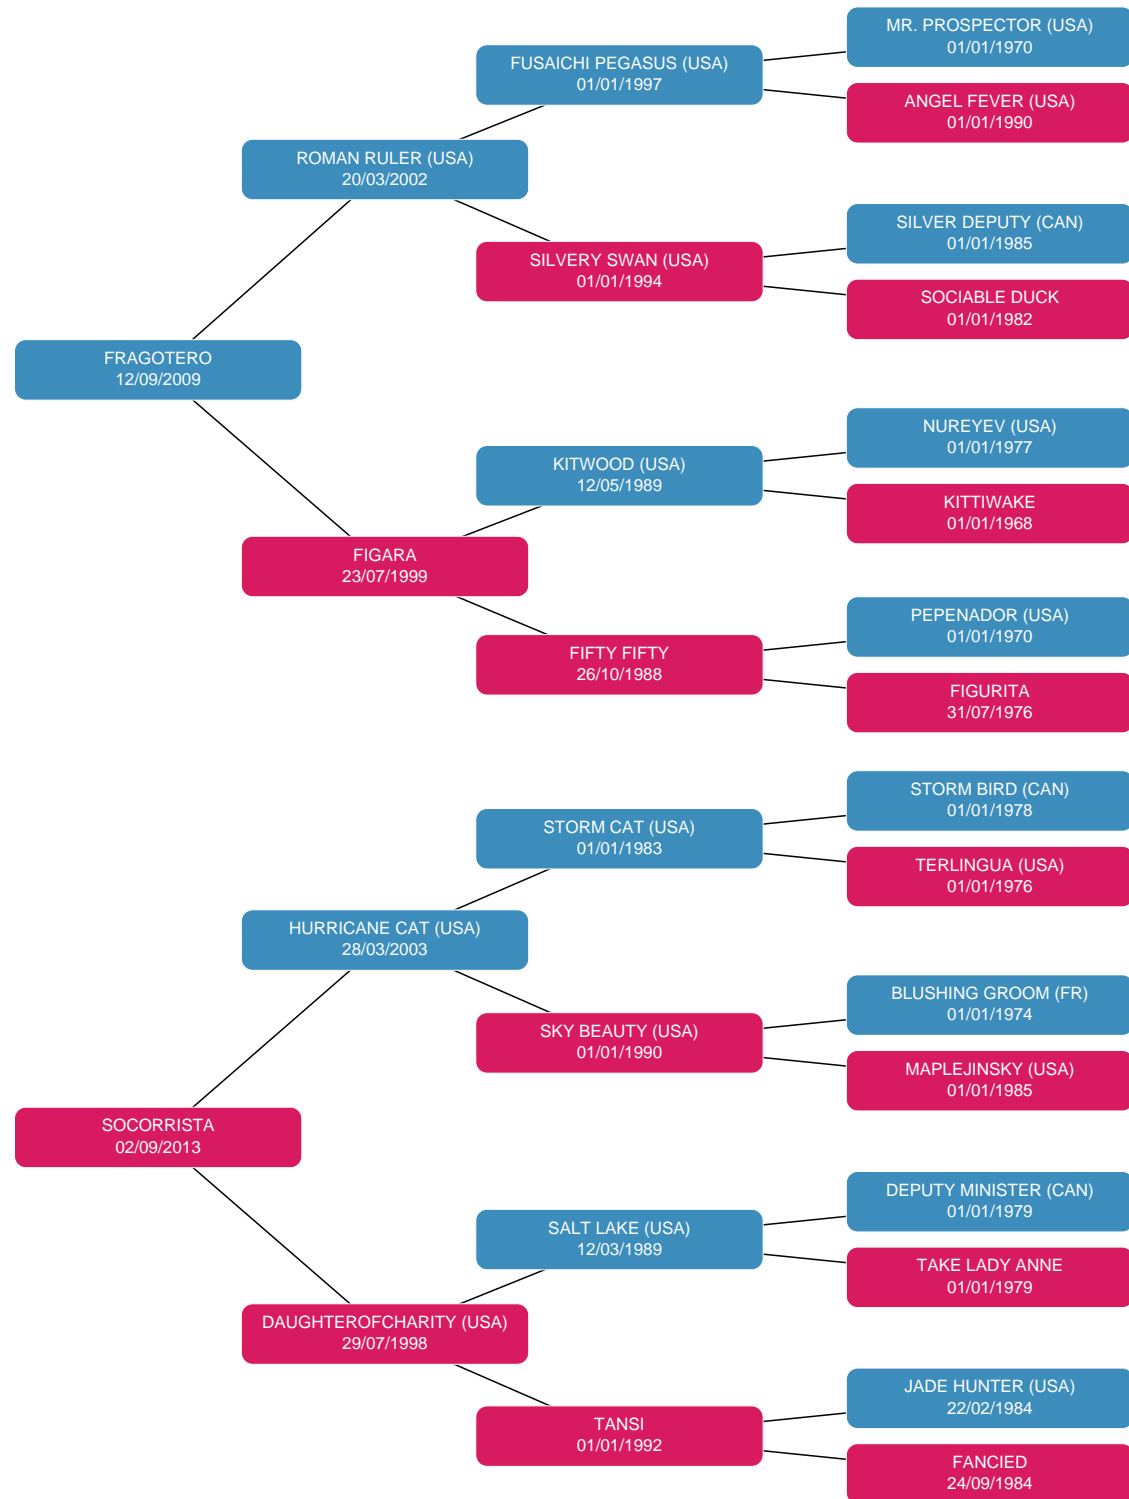 MR. PROSPECTOR (USA)
01/01/1970
FUSAICHI PEGASUS (USA)
01/01/1997
ANGEL FEVER (USA)
01/01/1990
ROMAN RULER (USA)
20/03/2002
SILVER DEPUTY (CAN)
01/01/1985
SILVERY SWAN (USA)
01/01/1994
SOCIABLE DUCK
01/01/1982
FRAGOTERO
12/09/2009
NUREYEV (USA)
01/01/1977
KITWOOD (USA)
12/05/1989
KITTIWAKE
01/01/1968
FIGARA
23/07/1999
PEPENADOR (USA)
01/01/1970
FIFTY FIFTY
26/10/1988
FIGURITA
31/07/1976
STORM BIRD (CAN)
01/01/1978
STORM CAT (USA)
01/01/1983
TERLINGUA (USA)
01/01/1976
HURRICANE CAT (USA)
28/03/2003
BLUSHING GROOM (FR)
01/01/1974
SKY BEAUTY (USA)
01/01/1990
MAPLEJINSKY (USA)
01/01/1985
SOCORRISTA
02/09/2013
DEPUTY MINISTER (CAN)
01/01/1979
SALT LAKE (USA)
12/03/1989
TAKE LADY ANNE
01/01/1979
DAUGHTEROFCHARITY (USA)
29/07/1998
JADE HUNTER (USA)
22/02/1984
TANSI
01/01/1992
FANCIED
24/09/1984